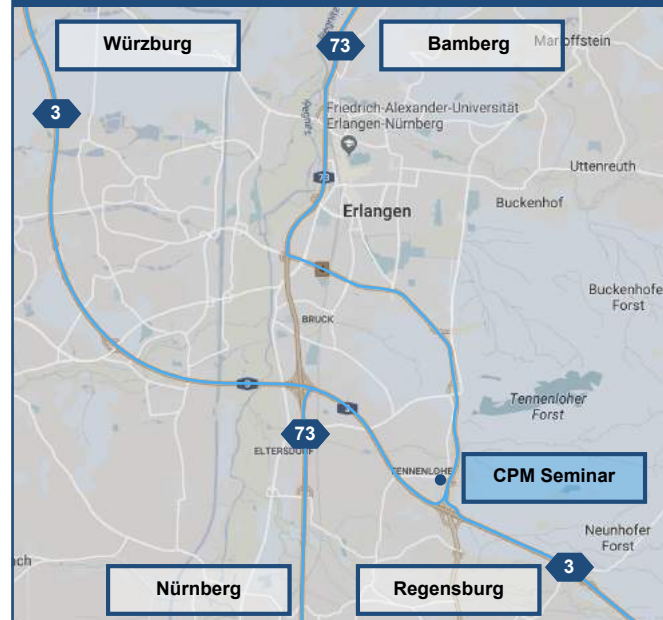 Würzburg
73
Bamberg
Marloffstein
3
Regnitz
Friedrich-Alexander-Universität
Erlangen-Nürnberg
73
Uttenreuth
Erlangen
Buckenhof
Buckenhofer
Forst
BRUCK
Tennenloher
Forst
73
ELTERSDORF
TENNENLOHE
CPM Seminar
Neunhofer
Forst
3
Nürnberg
Regensburg